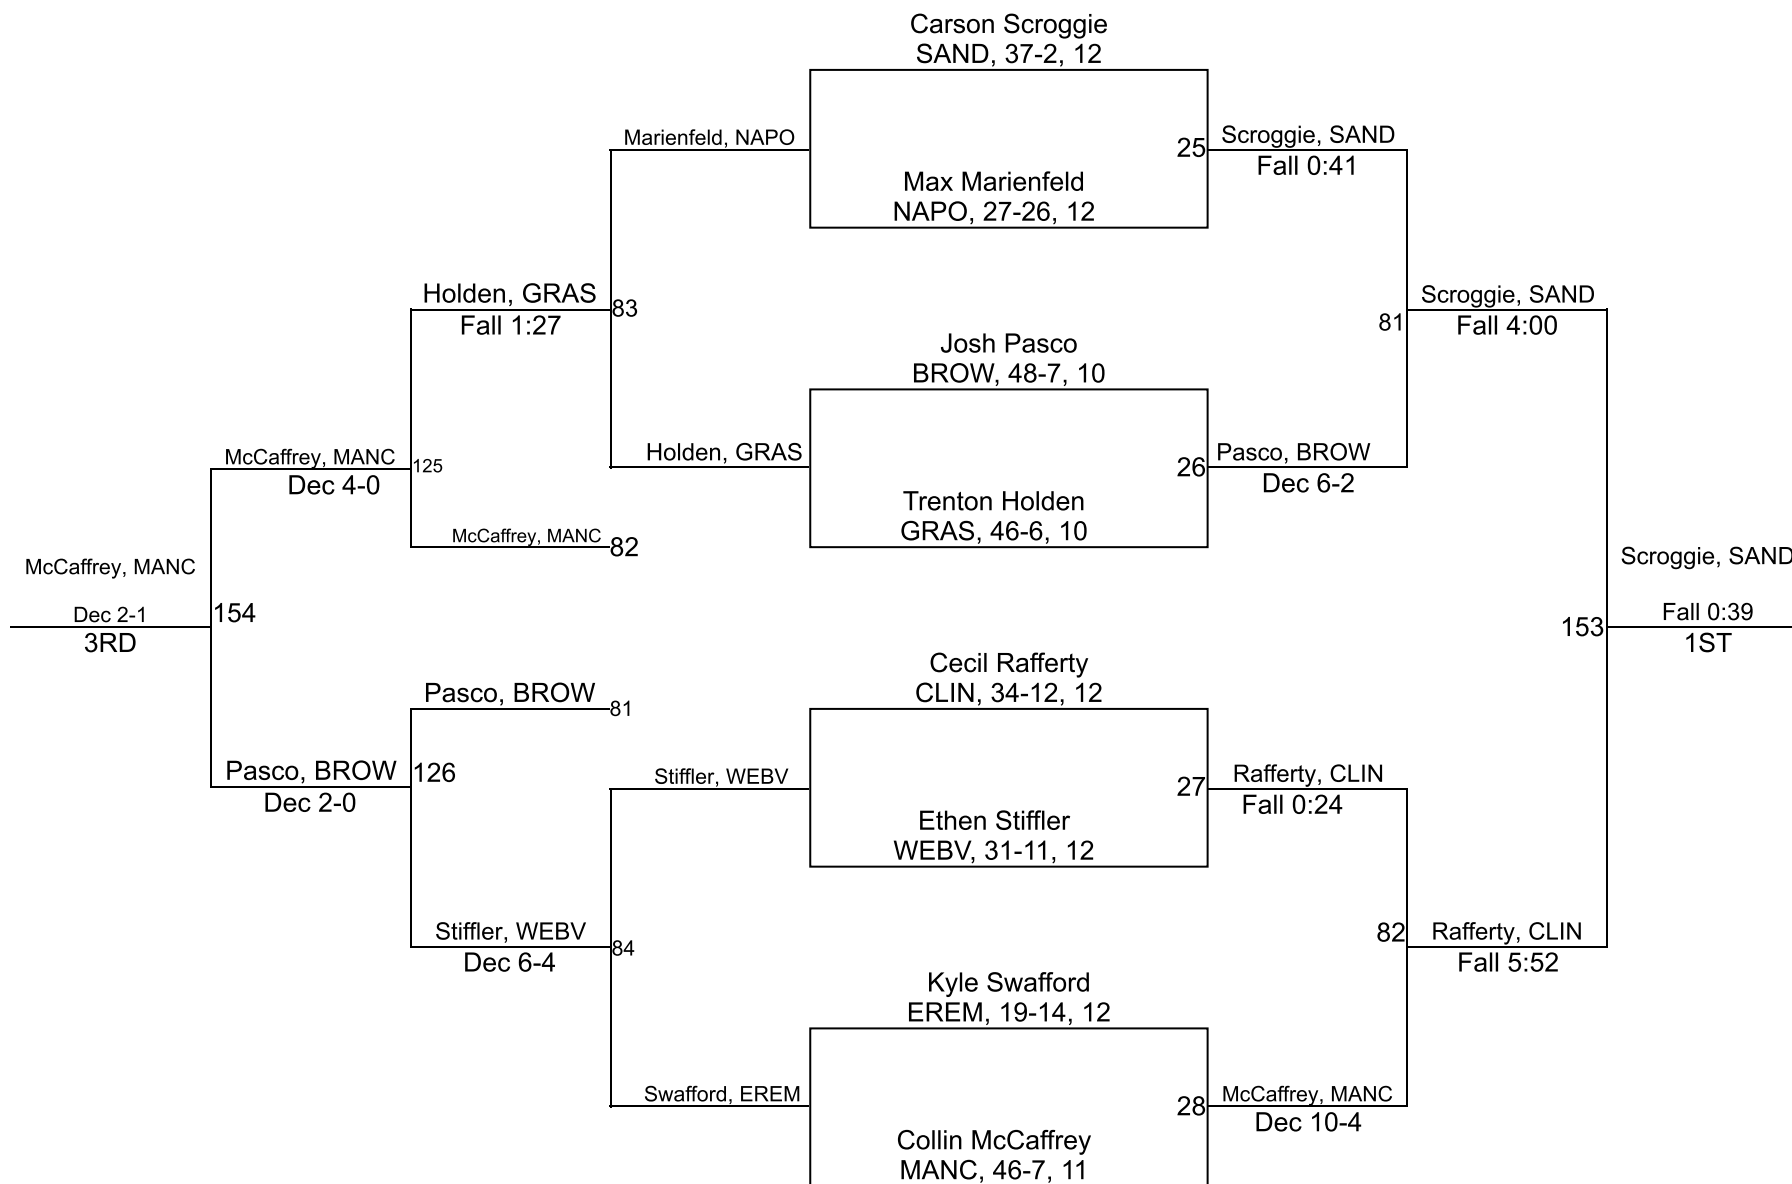 Carson Scroggie
SAND, 37-2, 12
Marienfeld, NAPO
25
Scroggie, SAND
Fall 0:41
Max Marienfeld
NAPO, 27-26, 12
Holden, GRAS
Fall 1:27
83
81
Scroggie, SAND
Fall 4:00
Josh Pasco
BROW, 48-7, 10
McCaffrey, MANC
Dec 4-0
125
Holden, GRAS
26
Pasco, BROW
Dec 6-2
Trenton Holden
GRAS, 46-6, 10
McCaffrey, MANC
82
McCaffrey, MANC
Dec 2-1
3RD
154
Scroggie, SAND
153
Fall 0:39
1ST
Cecil Rafferty
CLIN, 34-12, 12
Pasco, BROW
81
Pasco, BROW
Dec 2-0
126
Stiffler, WEBV
27
Rafferty, CLIN
Fall 0:24
Ethen Stiffler
WEBV, 31-11, 12
Stiffler, WEBV
Dec 6-4
84
82
Rafferty, CLIN
Fall 5:52
Kyle Swafford
EREM, 19-14, 12
Swafford, EREM
28
McCaffrey, MANC
Dec 10-4
Collin McCaffrey
MANC, 46-7, 11